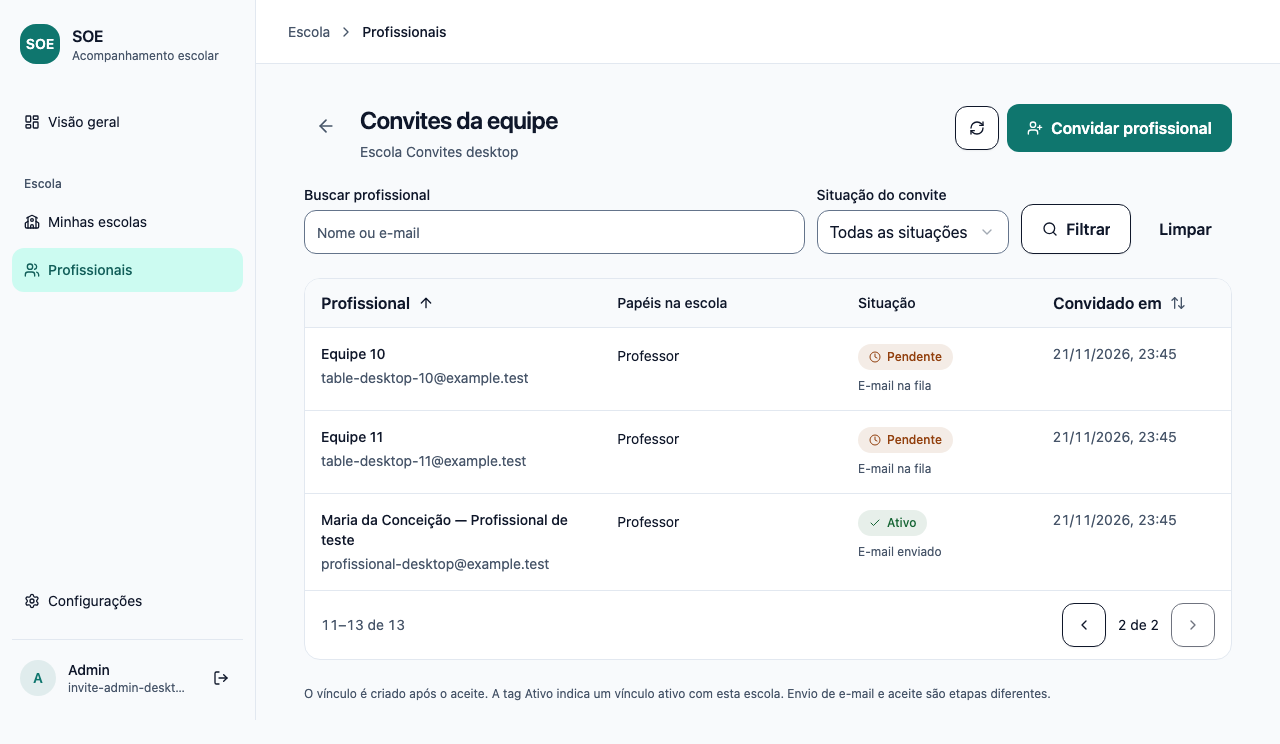 SOE
SOE
Acompanhamento escolar
Visão geral
Escola
Minhas escolas
Profissionais
Configurações
A
Admin
invite-admin-deskt...
Escola
Profissionais
Convites da equipe
Escola Convites desktop
Convidar profissional
Buscar profissional
Nome ou e-mail
Situação do convite
Todas as situações
Filtrar
Limpar
Profissional
Papéis na escola
Situação
Convidado em
Equipe 10
table-desktop-10@example.test
Professor
Pendente
E-mail na fila
21/11/2026, 23:45
Equipe 11
table-desktop-11@example.test
Professor
Pendente
E-mail na fila
21/11/2026, 23:45
Maria da Conceição — Profissional de
teste
profissional-desktop@example.test
Professor
Ativo
E-mail enviado
21/11/2026, 23:45
11–13 de 13
2 de 2
O vínculo é criado após o aceite. A tag Ativo indica um vínculo ativo com esta escola. Envio de e-mail e aceite são etapas diferentes.